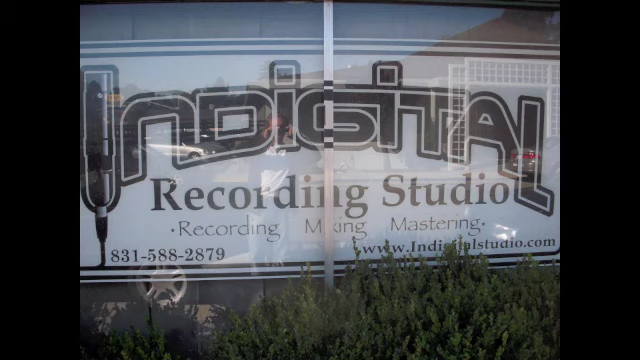 INDIGITAL
Recording Studio
·Recording Mixing Mastering·
831-588-2879
www.Indigitalstudio.com